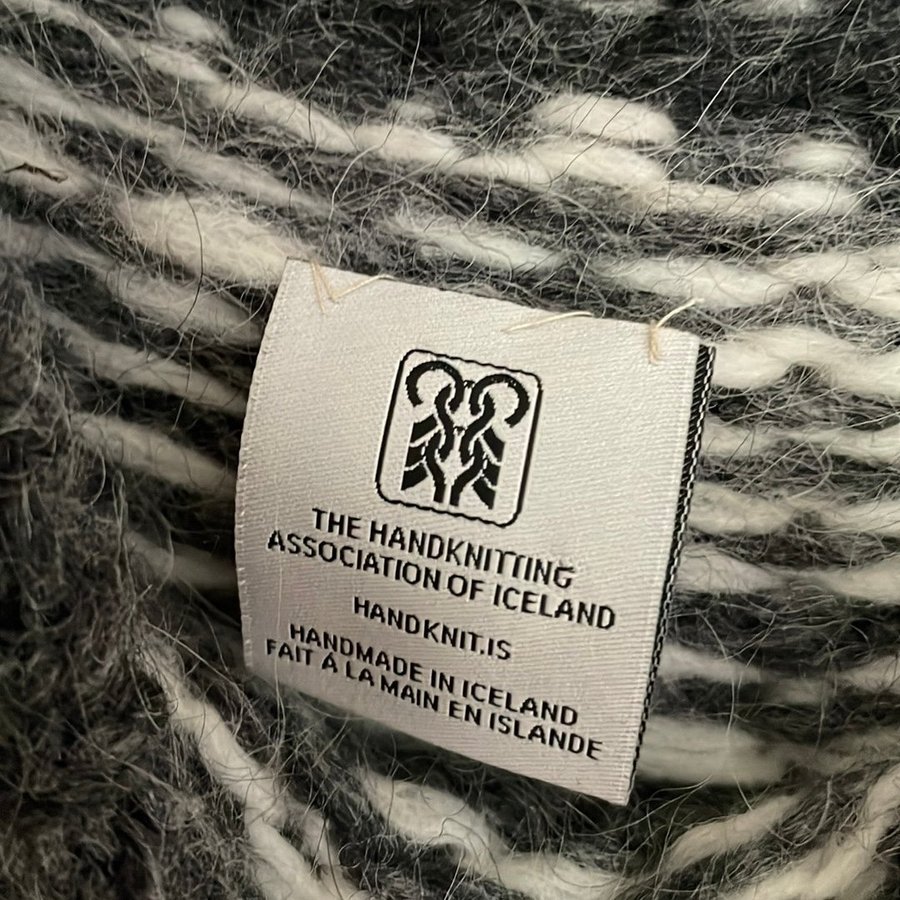 THE HANDKNITTING
ASSOCIATION OF ICELAND
HANDKNIT.IS
HANDMADE IN ICELAND
FAIT Á LA MAIN EN ISLANDE